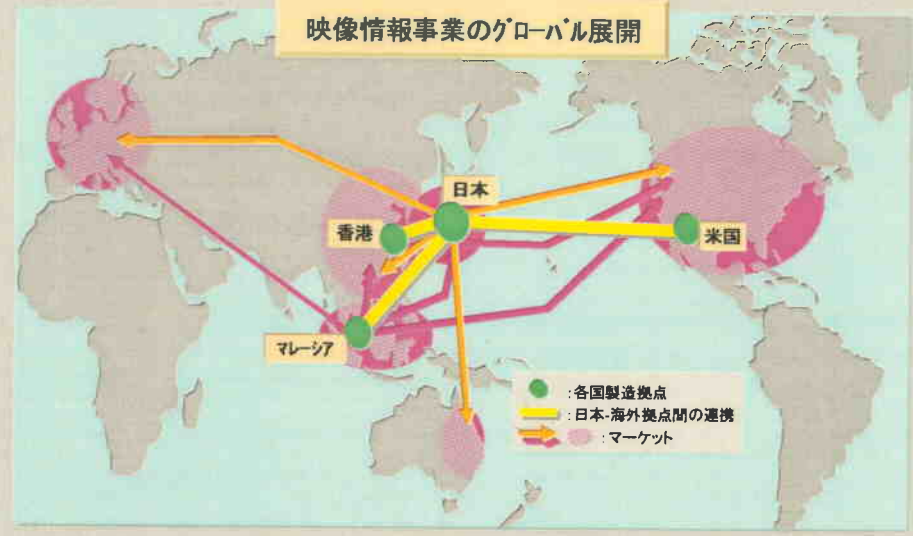 映像情報事業のグローバル展開
日本
香港
米国
マレーシア
:各国製造拠点
:日本-海外拠点間の連携
:マーケット